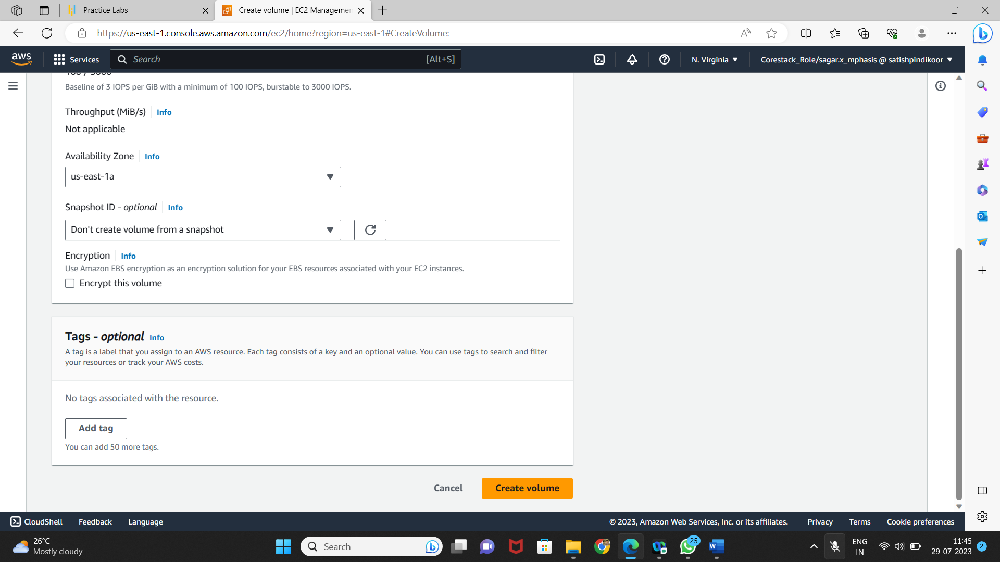 Practice Labs
Create volume | EC2 Managemen
https://us-east-1.console.aws.amazon.com/ec2/home?region=us-east-1#CreateVolume:
aws
Services
Search
[Alt+S]
N. Virginia
Corestack_Role/sagar.x_mphasis @ satishpindikoor
100 / 3000
Baseline of 3 IOPS per GiB with a minimum of 100 IOPS, burstable to 3000 IOPS.
Throughput (MiB/s) Info
Not applicable
Availability Zone Info
us-east-1a
Snapshot ID - optional Info
Don't create volume from a snapshot
Encryption Info
Use Amazon EBS encryption as an encryption solution for your EBS resources associated with your EC2 instances.
Encrypt this volume
Tags - optional Info
A tag is a label that you assign to an AWS resource. Each tag consists of a key and an optional value. You can use tags to search and filter
your resources or track your AWS costs.
No tags associated with the resource.
Add tag
You can add 50 more tags.
Cancel
Create volume
CloudShell Feedback Language
© 2023, Amazon Web Services, Inc. or its affiliates. Privacy Terms Cookie preferences
26°C
Mostly cloudy
Search
25
W
ENG
IN
11:45
29-07-2023
2